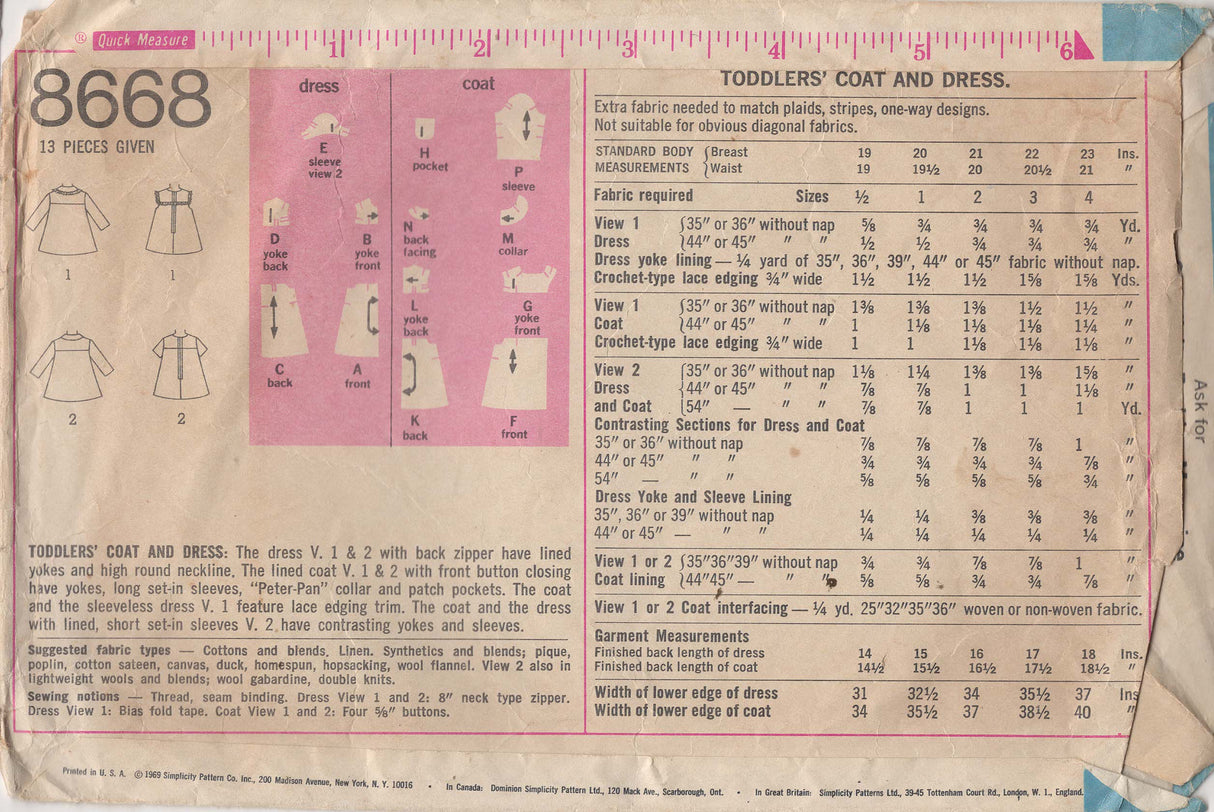 ® Quick Measure 1 2 3 4 5 6
8668
13 PIECES GIVEN
1 1
2 2
dress coat
E
sleeve
view 2
H
pocket
P
sleeve
D
yoke
back
B
yoke
front
N
back
facing
M
collar
L
yoke
back
G
yoke
front
C
back
A
front
K
back
F
front
TODDLERS' COAT AND DRESS: The dress V. 1 & 2 with back zipper have lined
yokes and high round neckline. The lined coat V. 1 & 2 with front button closing
have yokes, long set-in sleeves, "Peter-Pan" collar and patch pockets. The coat
and the sleeveless dress V. 1 feature lace edging trim. The coat and the dress
with lined, short set-in sleeves V. 2 have contrasting yokes and sleeves.
Suggested fabric types — Cottons and blends, Linen. Synthetics and blends; pique,
poplin, cotton sateen, canvas, duck, homespun, hopsacking, wool flannel. View 2 also in
lightweight wools and blends; wool gabardine, double knits.
Sewing notions — Thread, seam binding. Dress View 1 and 2: 8" neck type zipper.
Dress View 1: Bias fold tape. Coat View 1 and 2: Four ⅝" buttons.
TODDLERS' COAT AND DRESS.
Extra fabric needed to match plaids, stripes, one-way designs.
Not suitable for obvious diagonal fabrics.
STANDARD BODY { Breast 19 20 21 22 23 Ins.
MEASUREMENTS { Waist 19 19½ 20 20½ 21 "
Fabric required Sizes ½ 1 2 3 4
View 1 { 35" or 36" without nap ⅝ ¾ ¾ ¾ ¾ Yd.
Dress { 44" or 45" " " ½ ½ ¾ ¾ ¾ "
Dress yoke lining — ¼ yard of 35", 36", 39", 44" or 45" fabric without nap.
Crochet-type lace edging ¾" wide 1½ 1½ 1½ 1⅝ 1⅝ Yds.
View 1 { 35" or 36" without nap 1⅜ 1⅜ 1⅜ 1½ 1½ "
Coat { 44" or 45" " " 1 1⅛ 1⅛ 1⅛ 1¼ "
Crochet-type lace edging ¾" wide 1 1 1⅛ 1⅛ 1⅛ "
View 2 { 35" or 36" without nap 1⅛ 1¼ 1⅜ 1⅜ 1⅝ "
Dress { 44" or 45" " " ⅞ ⅞ 1 1 1⅛ "
and Coat { 54" — " " ⅞ ⅞ 1 1 1 Yd.
Contrasting Sections for Dress and Coat
35" or 36" without nap ⅞ ⅞ ⅞ ⅞ 1 "
44" or 45" " " ¾ ¾ ¾ ¾ ⅞ "
54" — " " ⅝ ⅝ ⅝ ⅝ ¾ "
Dress Yoke and Sleeve Lining
35", 36" or 39" without nap ¼ ¼ ⅜ ⅜ ⅜ "
44" or 45" — " " ¼ ¼ ¼ ¼ ¼ "
View 1 or 2 { 35"36"39" without nap ¾ ¾ ⅞ ⅞ 1 "
Coat lining { 44"45" — " " ⅝ ⅝ ¾ ¾ ⅞ "
View 1 or 2 Coat interfacing — ¼ yd. 25"32"35"36" woven or non-woven fabric.
Garment Measurements
Finished back length of dress 14 15 16 17 18 Ins.
Finished back length of coat 14½ 15½ 16½ 17½ 18½ "
Width of lower edge of dress 31 32½ 34 35½ 37 Ins
Width of lower edge of coat 34 35½ 37 38½ 40 "
Ask for
Printed in U. S. A. © 1969 Simplicity Pattern Co. Inc., 200 Madison Avenue, New York, N. Y. 10016 • In Canada: Dominion Simplicity Pattern Ltd., 120 Mack Ave., Scarborough, Ont. • In Great Britain: Simplicity Patterns Ltd., 39-45 Tottenham Court Rd., London, W. 1., England.